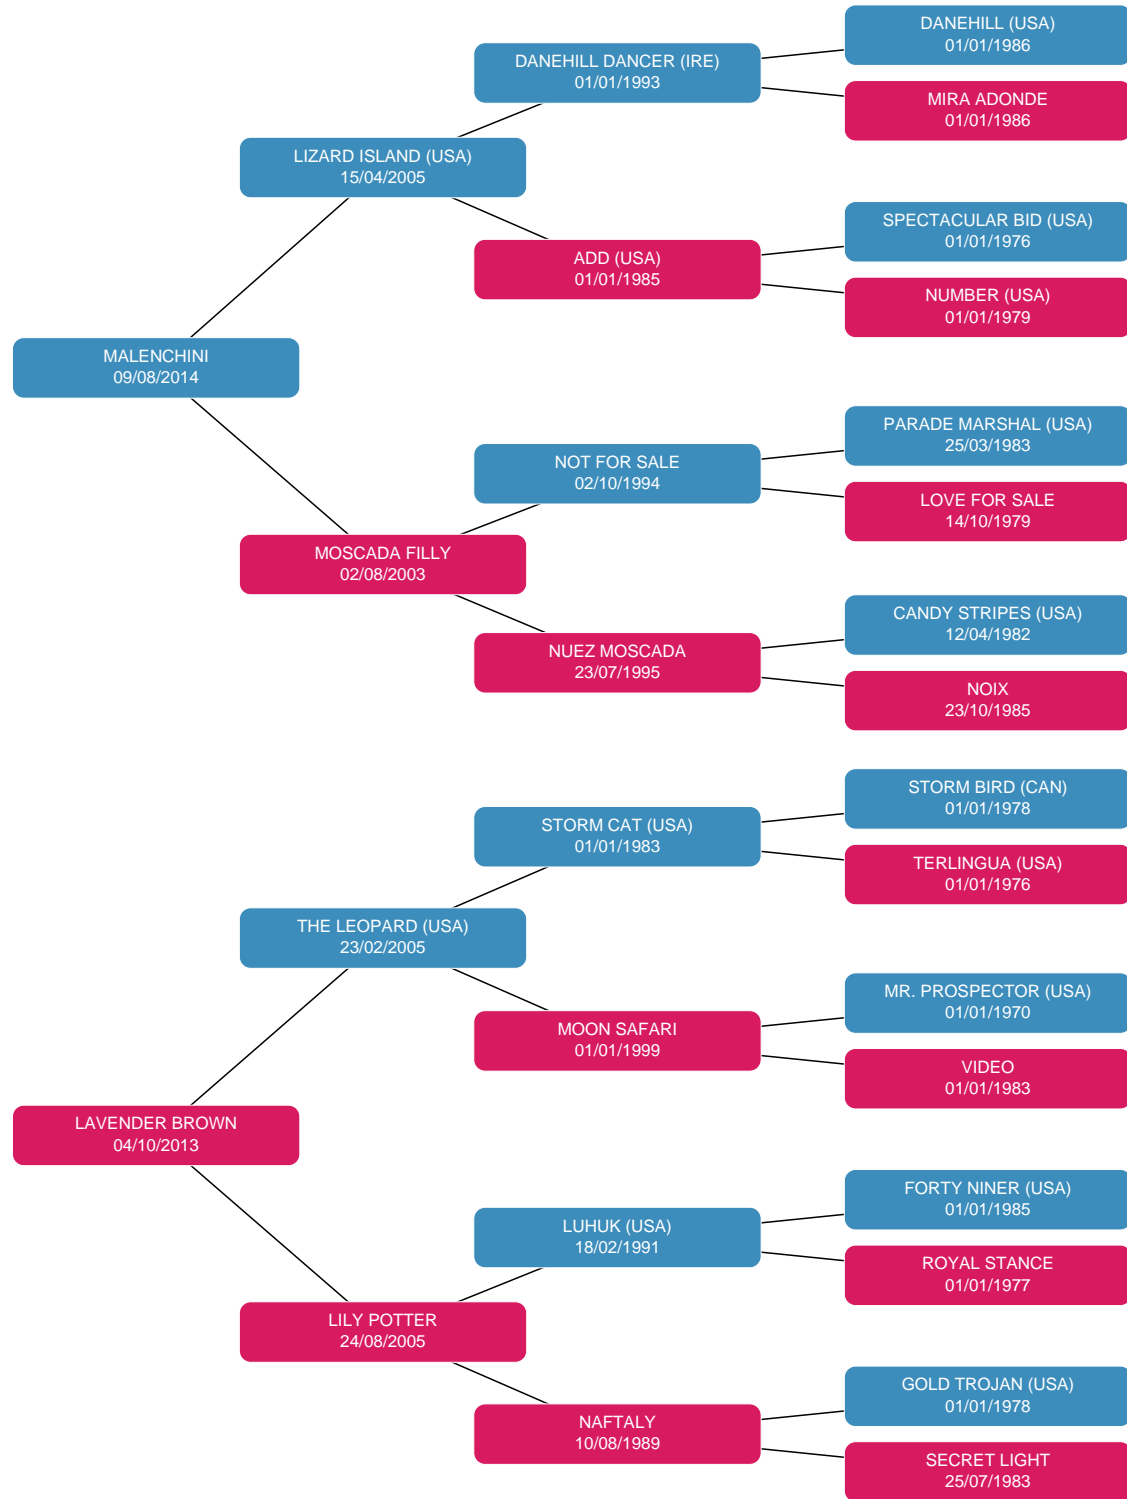 DANEHILL (USA)
01/01/1986
DANEHILL DANCER (IRE)
01/01/1993
MIRA ADONDE
01/01/1986
LIZARD ISLAND (USA)
15/04/2005
SPECTACULAR BID (USA)
01/01/1976
ADD (USA)
01/01/1985
NUMBER (USA)
01/01/1979
MALENCHINI
09/08/2014
PARADE MARSHAL (USA)
25/03/1983
NOT FOR SALE
02/10/1994
LOVE FOR SALE
14/10/1979
MOSCADA FILLY
02/08/2003
CANDY STRIPES (USA)
12/04/1982
NUEZ MOSCADA
23/07/1995
NOIX
23/10/1985
STORM BIRD (CAN)
01/01/1978
STORM CAT (USA)
01/01/1983
TERLINGUA (USA)
01/01/1976
THE LEOPARD (USA)
23/02/2005
MR. PROSPECTOR (USA)
01/01/1970
MOON SAFARI
01/01/1999
VIDEO
01/01/1983
LAVENDER BROWN
04/10/2013
FORTY NINER (USA)
01/01/1985
LUHUK (USA)
18/02/1991
ROYAL STANCE
01/01/1977
LILY POTTER
24/08/2005
GOLD TROJAN (USA)
01/01/1978
NAFTALY
10/08/1989
SECRET LIGHT
25/07/1983